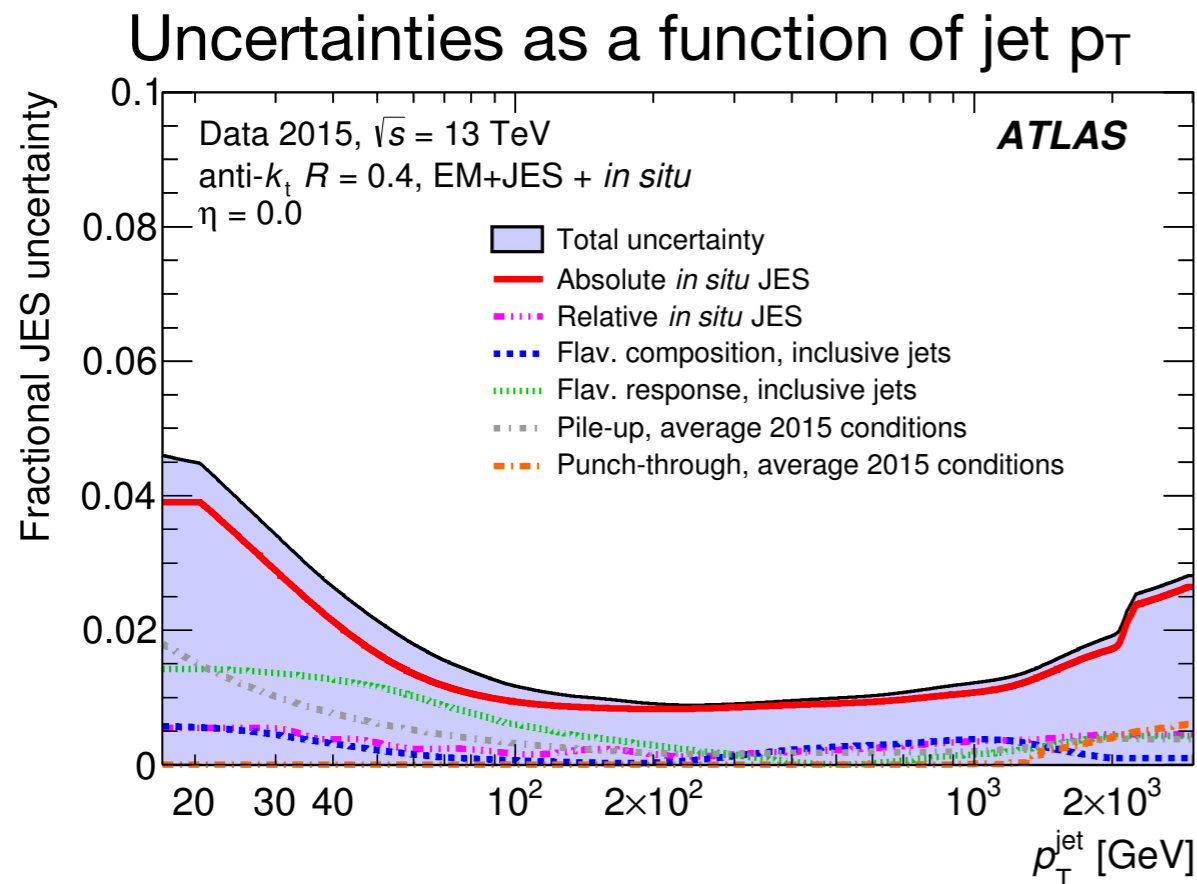 Uncertainties as a function of jet pT
Fractional JES uncertainty
0.1
0.08
0.06
0.04
0.02
0
Data 2015, √s = 13 TeV
ATLAS
anti-kt R = 0.4, EM+JES + in situ
η = 0.0
Total uncertainty
Absolute in situ JES
Relative in situ JES
Flav. composition, inclusive jets
Flav. response, inclusive jets
Pile-up, average 2015 conditions
Punch-through, average 2015 conditions
20 30 40 10² 2×10² 10³ 2×10³
pT^jet [GeV]